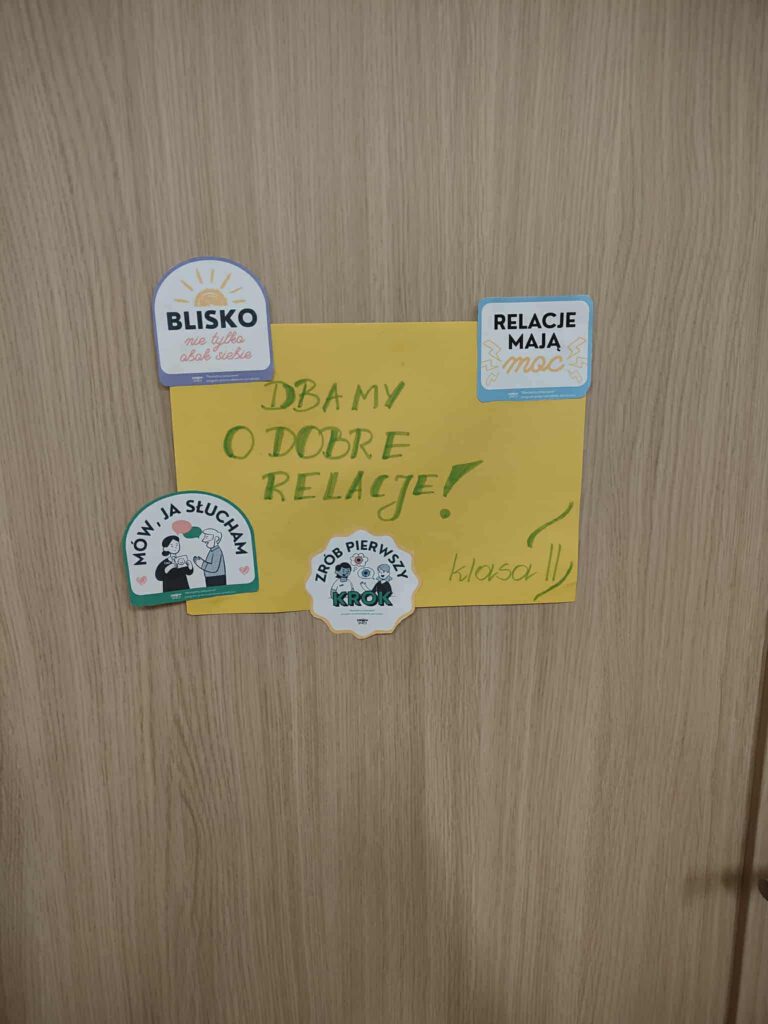 BLISKO
nie tylko
obok siebie
RELACJE
MAJĄ
moc
DBAMY
O DOBRE
RELACJE!
MÓW, JA SŁUCHAM
ZRÓB PIERWSZY
KROK
klasa II